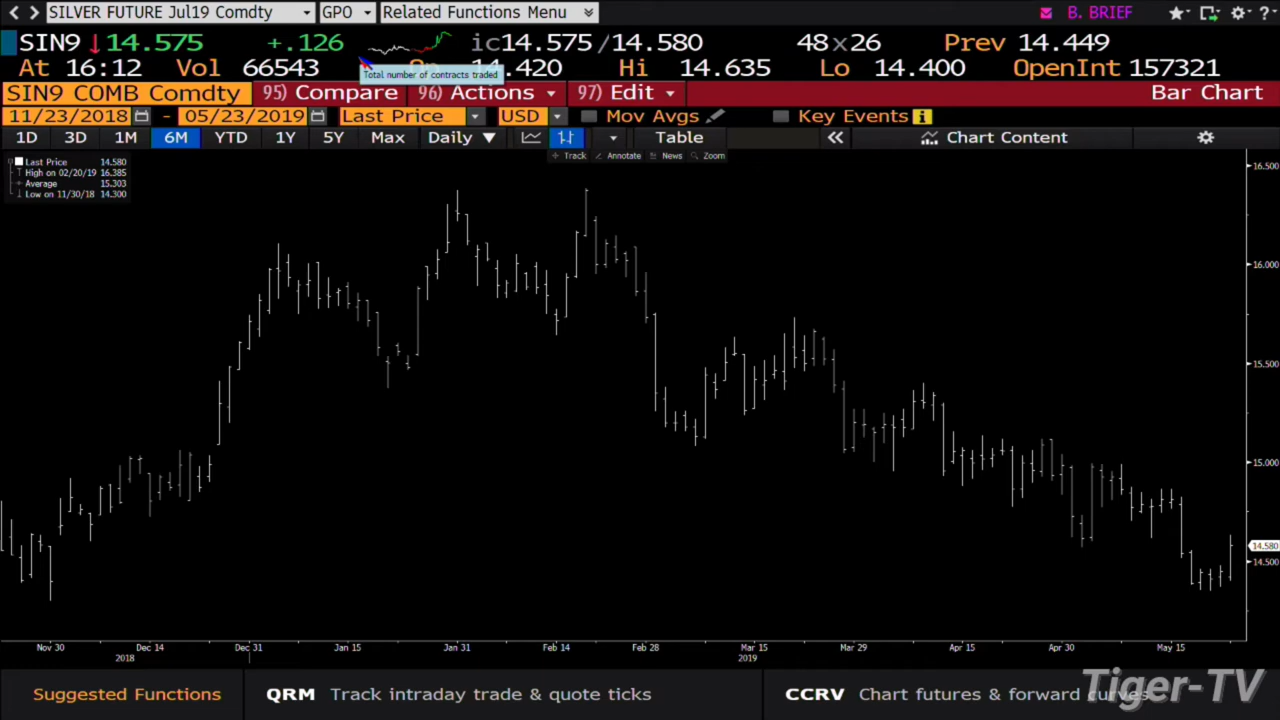 SILVER FUTURE Jul19 Comdty GPO Related Functions Menu B. BRIEF
SIN9 14.575 +.126 ic14.575/14.580 48x26 Prev 14.449
At 16:12 Vol 66543 Op 14.420 Hi 14.635 Lo 14.400 OpenInt 157321
Total number of contracts traded
SIN9 COMB Comdty 95) Compare 96) Actions 97) Edit Bar Chart
11/23/2018 - 05/23/2019 Last Price USD Mov Avgs Key Events
1D 3D 1M 6M YTD 1Y 5Y Max Daily Table Chart Content
Track Annotate News Zoom
Last Price 14.580
High on 02/20/19 16.385
Average 15.303
Low on 11/30/18 14.300
16.500
16.000
15.500
15.000
14.580
14.500
Nov 30 Dec 14 Dec 31 Jan 15 Jan 31 Feb 14 Feb 28 Mar 15 Mar 29 Apr 15 Apr 30 May 15
2018 2019
Suggested Functions QRM Track intraday trade & quote ticks CCRV Chart futures & forward curves
Tiger-TV